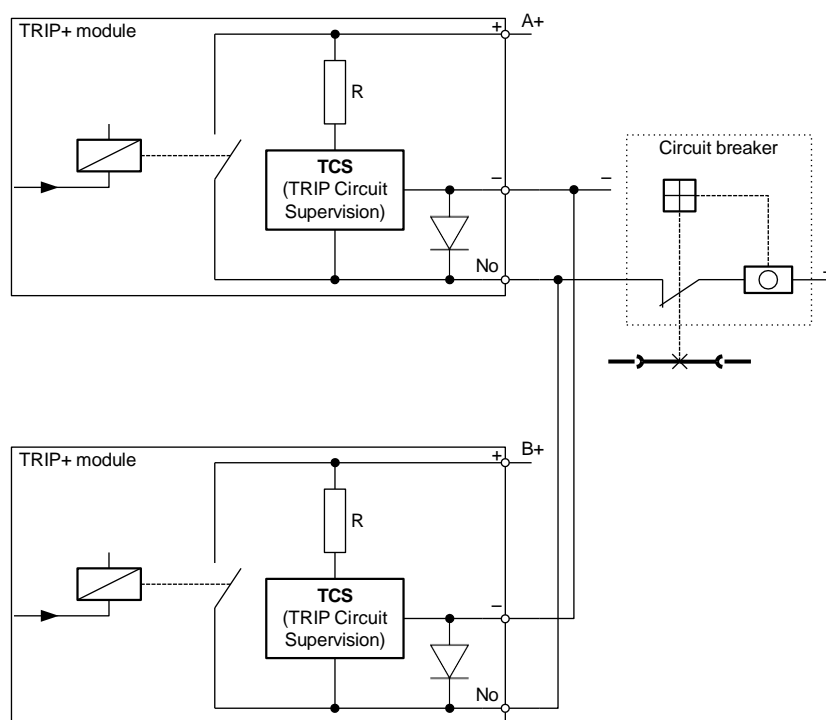 TRIP+ module
+
A+
R
Circuit breaker
TCS
(TRIP Circuit
Supervision)
–
–
No
–
TRIP+ module
+
B+
R
TCS
(TRIP Circuit
Supervision)
–
No